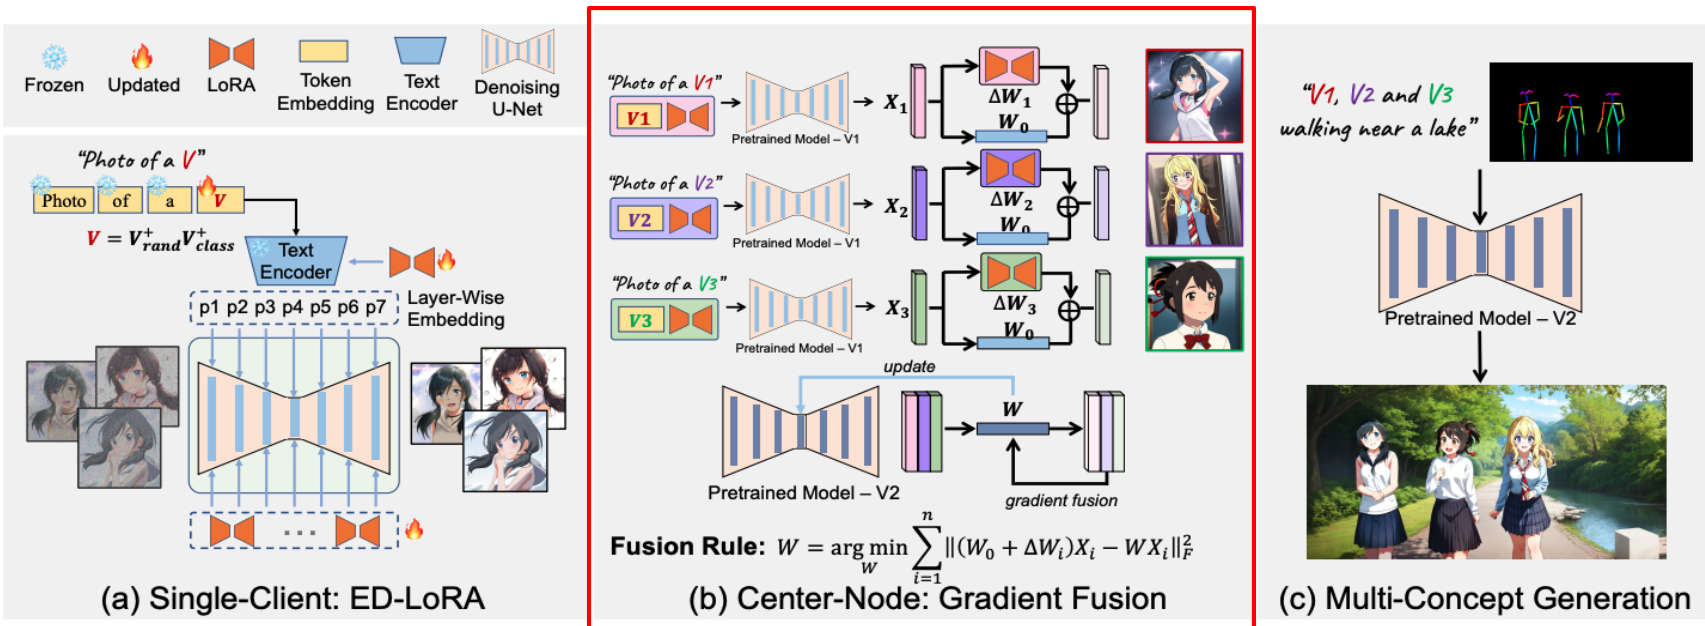 Frozen
Updated
LoRA
Token
Embedding
Text
Encoder
Denoising
U-Net
“Photo of a V”
Photo of a V
V = V⁺rand V⁺class
Text
Encoder
p1 p2 p3 p4 p5 p6 p7
Layer-Wise
Embedding
...
(a) Single-Client: ED-LoRA
“Photo of a V1”
V1
Pretrained Model – V1
X₁
ΔW₁
W₀
“Photo of a V2”
V2
Pretrained Model – V1
X₂
ΔW₂
W₀
“Photo of a V3”
V3
Pretrained Model – V1
X₃
ΔW₃
W₀
update
W
Pretrained Model – V2
gradient fusion
Fusion Rule: W = arg min_W ∑_{i=1}^{n} ‖(W₀ + ΔWᵢ)Xᵢ − WXᵢ‖²_F
(b) Center-Node: Gradient Fusion
“V1, V2 and V3
walking near a lake”
Pretrained Model – V2
(c) Multi-Concept Generation